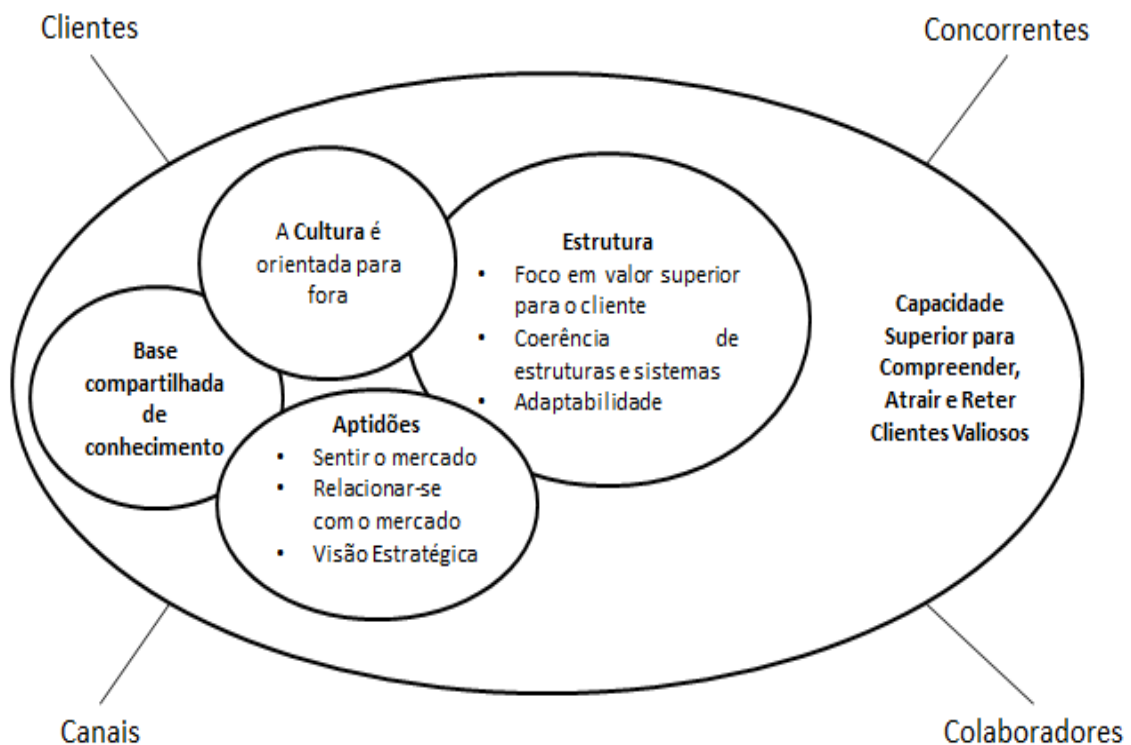 Clientes
Concorrentes
A Cultura é
orientada para
fora
Estrutura
• Foco em valor superior
para o cliente
• Coerência de
estruturas e sistemas
• Adaptabilidade
Capacidade
Superior para
Compreender,
Atrair e Reter
Clientes Valiosos
Base
compartilhada
de
conhecimento
Aptidões
• Sentir o mercado
• Relacionar-se
com o mercado
• Visão Estratégica
Canais
Colaboradores